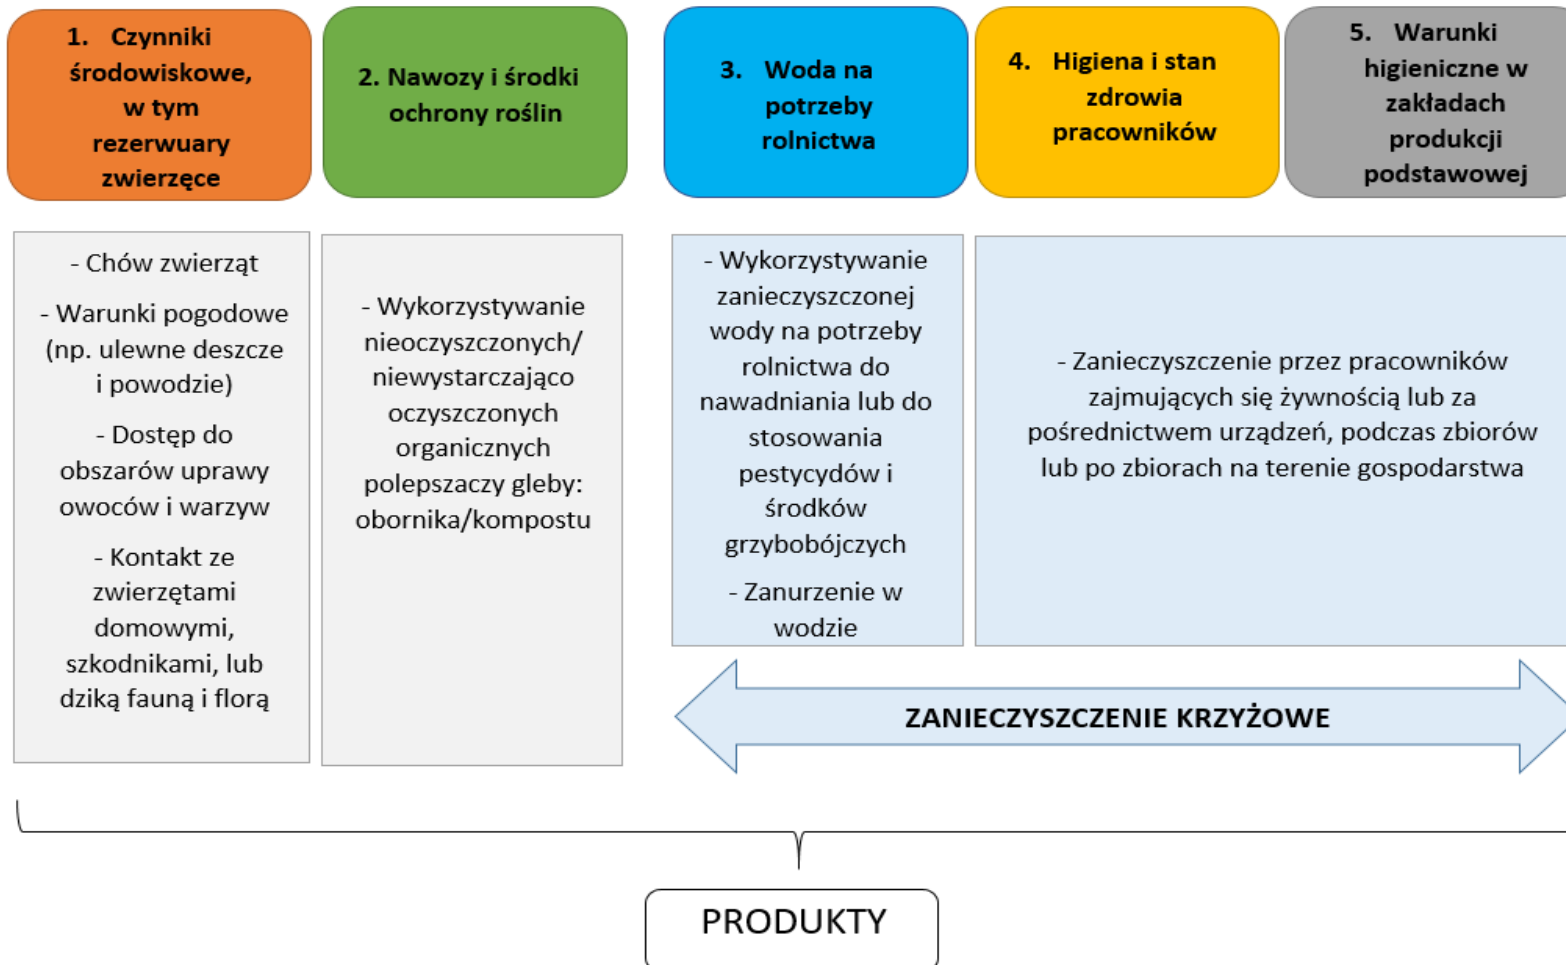 1. Czynniki
środowiskowe,
w tym
rezerwuary
zwierzęce
2. Nawozy i środki
ochrony roślin
3. Woda na
potrzeby
rolnictwa
4. Higiena i stan
zdrowia
pracowników
5. Warunki
higieniczne w
zakładach
produkcji
podstawowej
- Chów zwierząt
- Warunki pogodowe
(np. ulewne deszcze
i powodzie)
- Dostęp do
obszarów uprawy
owoców i warzyw
- Kontakt ze
zwierzętami
domowymi,
szkodnikami, lub
dziką fauną i florą
- Wykorzystywanie
nieoczyszczonych/
niewystarczająco
oczyszczonych
organicznych
polepszaczy gleby:
obornika/kompostu
- Wykorzystywanie
zanieczyszczonej
wody na potrzeby
rolnictwa do
nawadniania lub do
stosowania
pestycydów i
środków
grzybobójczych
- Zanurzenie w
wodzie
- Zanieczyszczenie przez pracowników
zajmujących się żywnością lub za
pośrednictwem urządzeń, podczas zbiorów
lub po zbiorach na terenie gospodarstwa
ZANIECZYSZCZENIE KRZYŻOWE
PRODUKTY